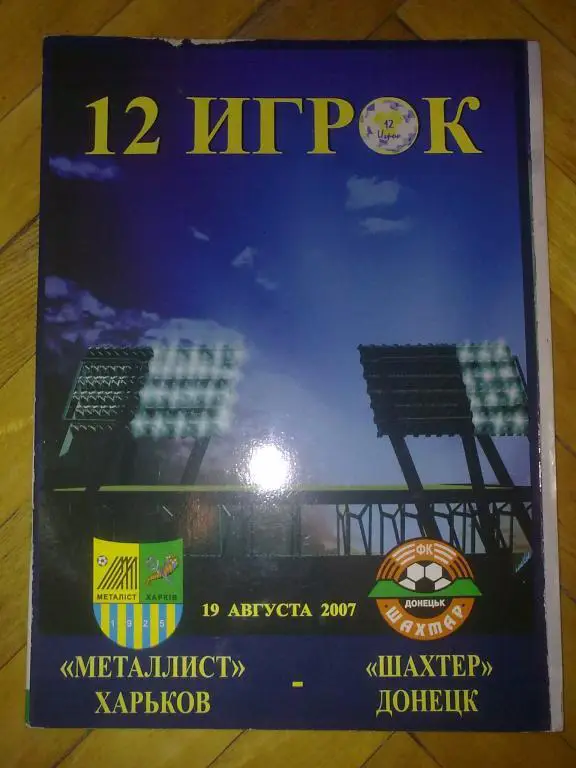 12 ИГРОК
12
Игрок
МЕТАЛІСТ ХАРКІВ
1925
ФК
ДОНЕЦЬК
ШАХТАР
19 АВГУСТА 2007
«МЕТАЛЛИСТ» - «ШАХТЕР»
ХАРЬКОВ ДОНЕЦК